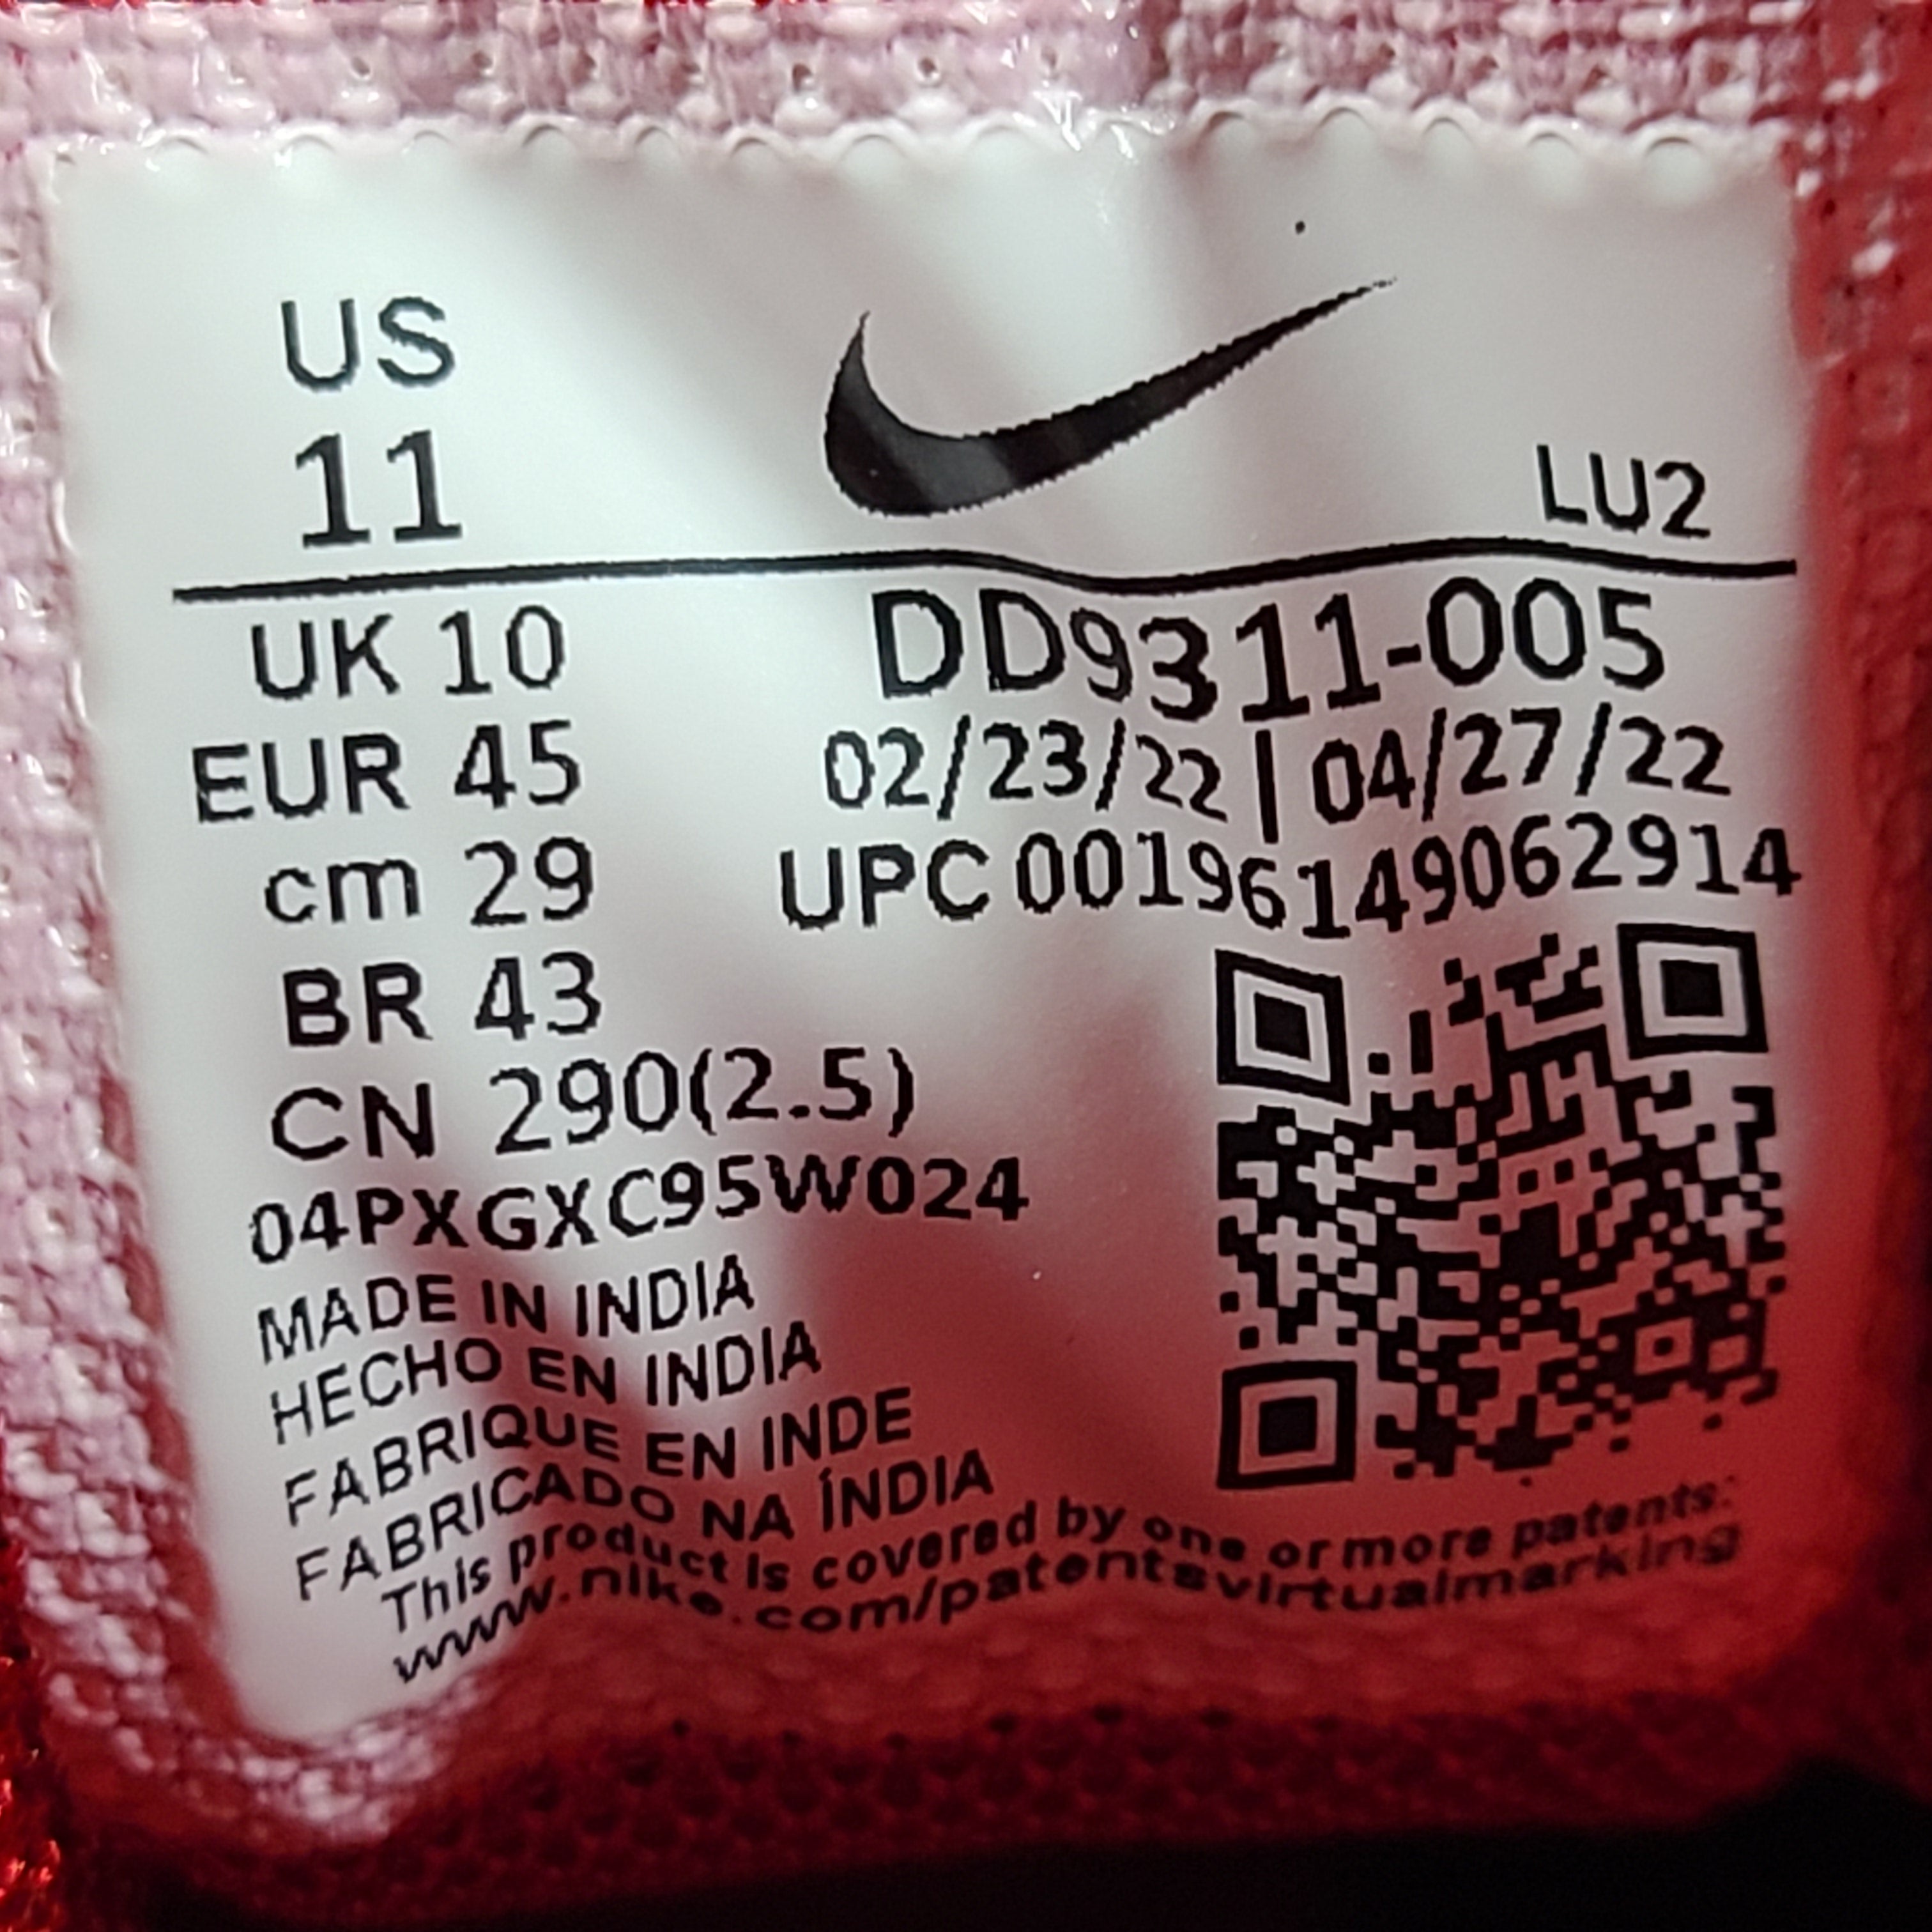 US
11
LU2
UK 10
EUR 45
cm 29
BR 43
CN 290(2.5)
DD9311-005
02/23/22 | 04/27/22
UPC 00196149062914
04PXGXC95W024
MADE IN INDIA
HECHO EN INDIA
FABRIQUE EN INDE
FABRICADO NA ÍNDIA
This product is covered by one or more patents:
www.nike.com/patentsvirtualmarking